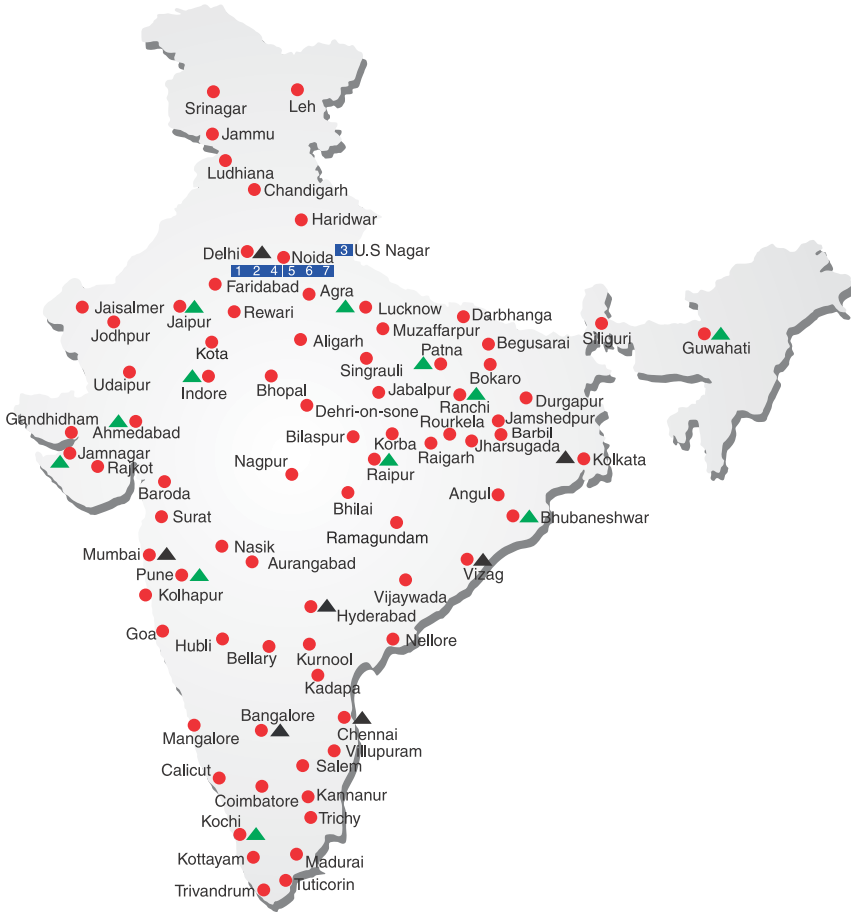 Srinagar
Leh
Jammu
Ludhiana
Chandigarh
Haridwar
Delhi
Noida
3 U.S Nagar
1 2 4 5 6 7
Faridabad
Agra
Jaisalmer
Jaipur
Rewari
Lucknow
Darbhanga
Jodhpur
Muzaffarpur
Siliguri
Guwahati
Kota
Aligarh
Patna
Begusarai
Singrauli
Udaipur
Indore
Bhopal
Jabalpur
Bokaro
Ranchi
Durgapur
Dehri-on-sone
Gandhidham
Ahmedabad
Rourkela
Jamshedpur
Bilaspur
Korba
Barbil
Raigarh
Jharsugada
Jamnagar
Rajkot
Nagpur
Raipur
Kolkata
Baroda
Bhilai
Angul
Surat
Ramagundam
Bhubaneshwar
Mumbai
Nasik
Aurangabad
Vizag
Pune
Kolhapur
Vijaywada
Hyderabad
Goa
Hubli
Bellary
Kurnool
Nellore
Kadapa
Bangalore
Mangalore
Chennai
Villupuram
Calicut
Salem
Coimbatore
Kannanur
Kochi
Trichy
Kottayam
Madurai
Trivandrum
Tuticorin